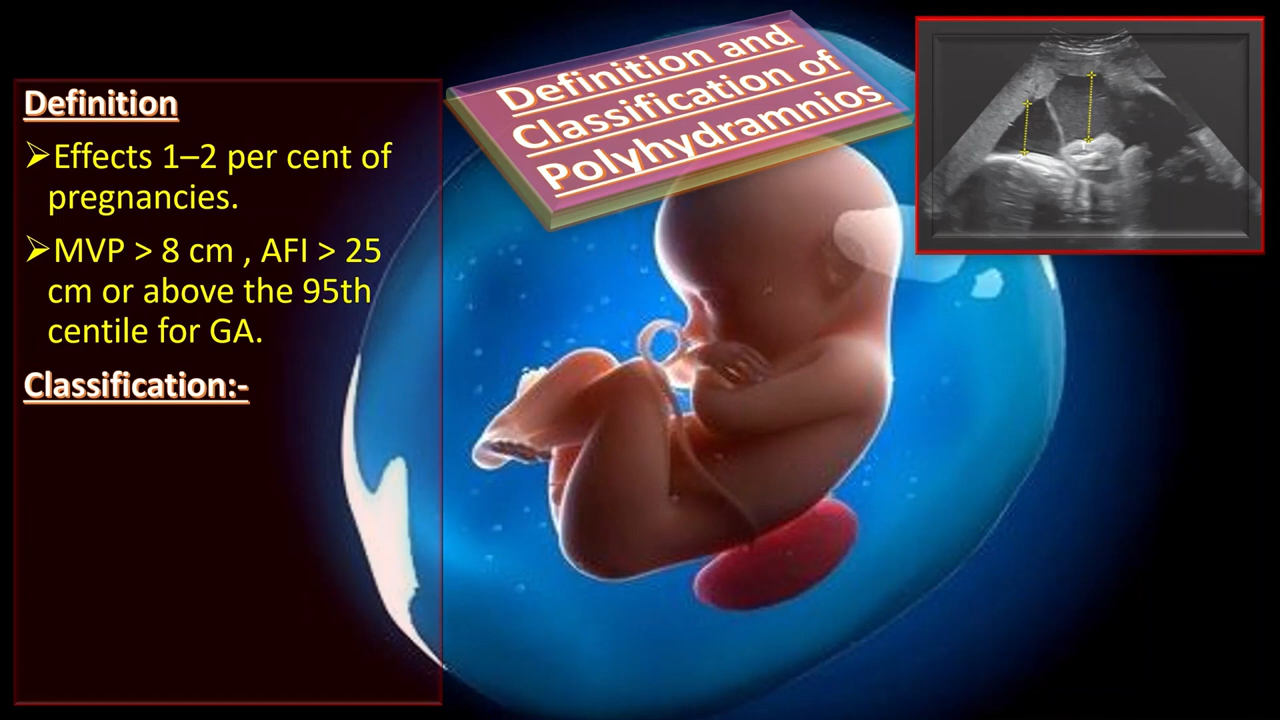 Definition and
Classification of
Polyhydramnios
Definition
➢Effects 1–2 per cent of
pregnancies.
➢MVP > 8 cm , AFI > 25
cm or above the 95th
centile for GA.
Classification:-